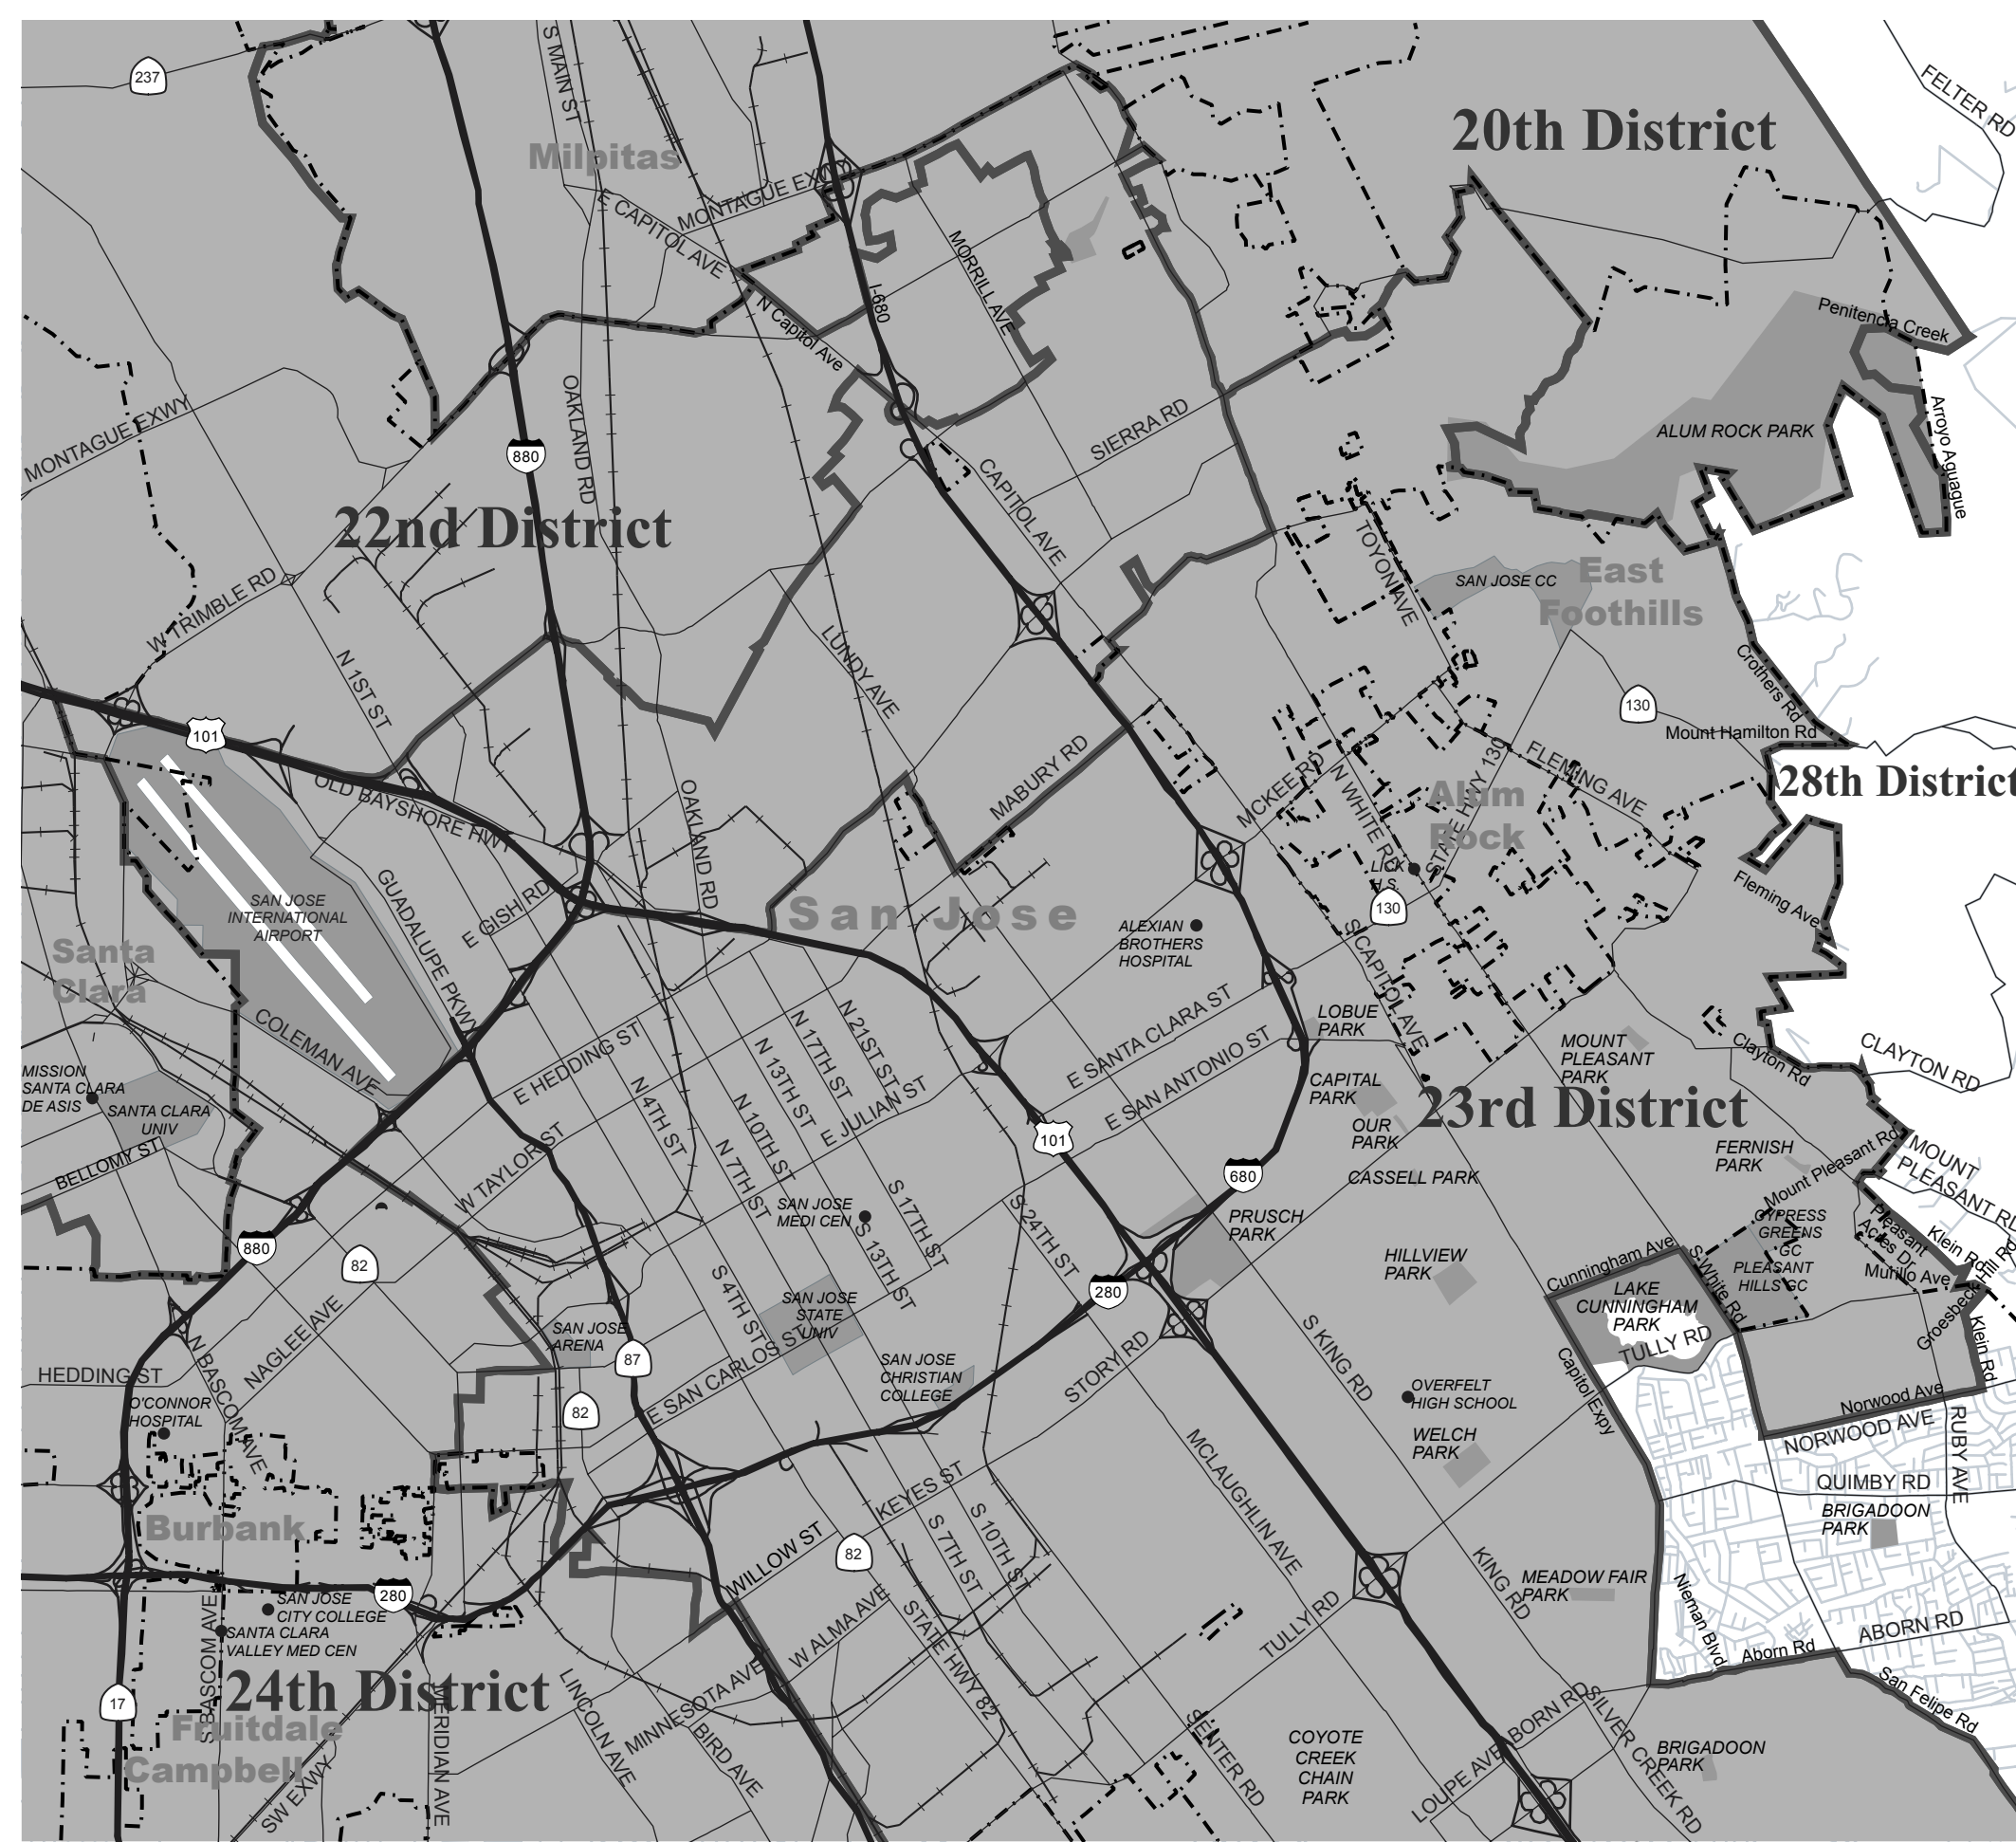 237
S MAIN ST
FELTER RD
20th District
Milpitas
MONTAGUE EXWY
E CAPITOL AVE
MORRILL AVE
I-680
N Capitol Ave
Penitencia Creek
MONTAGUE EXWY
OAKLAND RD
SIERRA RD
ALUM ROCK PARK
Arroyo Aguague
880
CAPITOL AVE
22nd District
TOYON AVE
SAN JOSE CC
East
Foothills
W TRIMBLE RD
N 1ST ST
LUNDY AVE
Crothers Rd
130
Mount Hamilton Rd
101
OLD BAYSHORE HWY
MABURY RD
MCKEE RD
N WHITE RD
STATE HWY 130
FLEMING AVE
28th District
Alum
Rock
OAKLAND RD
LICK
H.S.
130
Fleming Ave
SAN JOSE
INTERNATIONAL
AIRPORT
GUADALUPE PKWY
E GISH RD
San Jose
ALEXIAN
BROTHERS
HOSPITAL
S CAPITOL AVE
Santa
Clara
COLEMAN AVE
E HEDDING ST
N 21ST ST
N 17TH ST
N 13TH ST
N 10TH ST
N 7TH ST
N 4TH ST
E JULIAN ST
E SANTA CLARA ST
E SAN ANTONIO ST
LOBUE
PARK
MOUNT
PLEASANT
PARK
Clayton Rd
CLAYTON RD
MISSION
SANTA CLARA
DE ASIS
SANTA CLARA
UNIV
CAPITAL
PARK
23rd District
OUR
PARK
101
BELLOMY ST
W TAYLOR ST
680
CASSELL PARK
FERNISH
PARK
Mount Pleasant Rd
MOUNT
PLEASANT RD
SAN JOSE
MEDI CEN
S 17TH ST
S 13TH ST
S 24TH ST
PRUSCH
PARK
CYPRESS
GREENS
GC
PLEASANT
HILLS GC
Pleasant
Acres Dr
Klein Rd
Murillo Ave
Groesbeck Hill Rd
Klein Rd
880
82
HILLVIEW
PARK
Cunningham Ave
S White Rd
LAKE
CUNNINGHAM
PARK
TULLY RD
280
S 4TH ST
SAN JOSE
STATE
UNIV
SAN JOSE
ARENA
87
E SAN CARLOS ST
N BASCOM AVE
NAGLEE AVE
HEDDING ST
SAN JOSE
CHRISTIAN
COLLEGE
STORY RD
S KING RD
Capitol Expy
O'CONNOR
HOSPITAL
82
OVERFELT
HIGH SCHOOL
WELCH
PARK
Norwood Ave
NORWOOD AVE
RUBY AVE
QUIMBY RD
BRIGADOON
PARK
MCLAUGHLIN AVE
KEYES ST
S 10TH ST
S 7TH ST
Burbank
WILLOW ST
82
KING RD
MEADOW FAIR
PARK
Nieman Blvd
280
SAN JOSE
CITY COLLEGE
SANTA CLARA
VALLEY MED CEN
S BASCOM AVE
W ALMA AVE
STATE HWY 82
TULLY RD
Aborn Rd
ABORN RD
San Felipe Rd
24th District
17
Fruitdale
Campbell
SW EXWY
MERIDIAN AVE
LINCOLN AVE
MINNESOTA AVE
BIRD AVE
SENTER RD
COYOTE
CREEK
CHAIN
PARK
LOUPE AVE
ABORN RD
SILVER CREEK RD
BRIGADOON
PARK